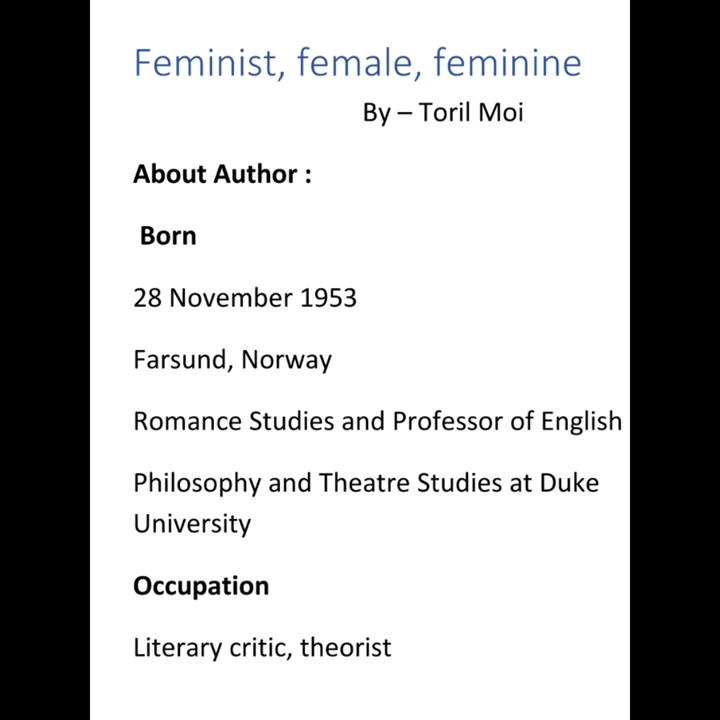 Feminist, female, feminine
By – Toril Moi
About Author :
Born
28 November 1953
Farsund, Norway
Romance Studies and Professor of English
Philosophy and Theatre Studies at Duke
University
Occupation
Literary critic, theorist